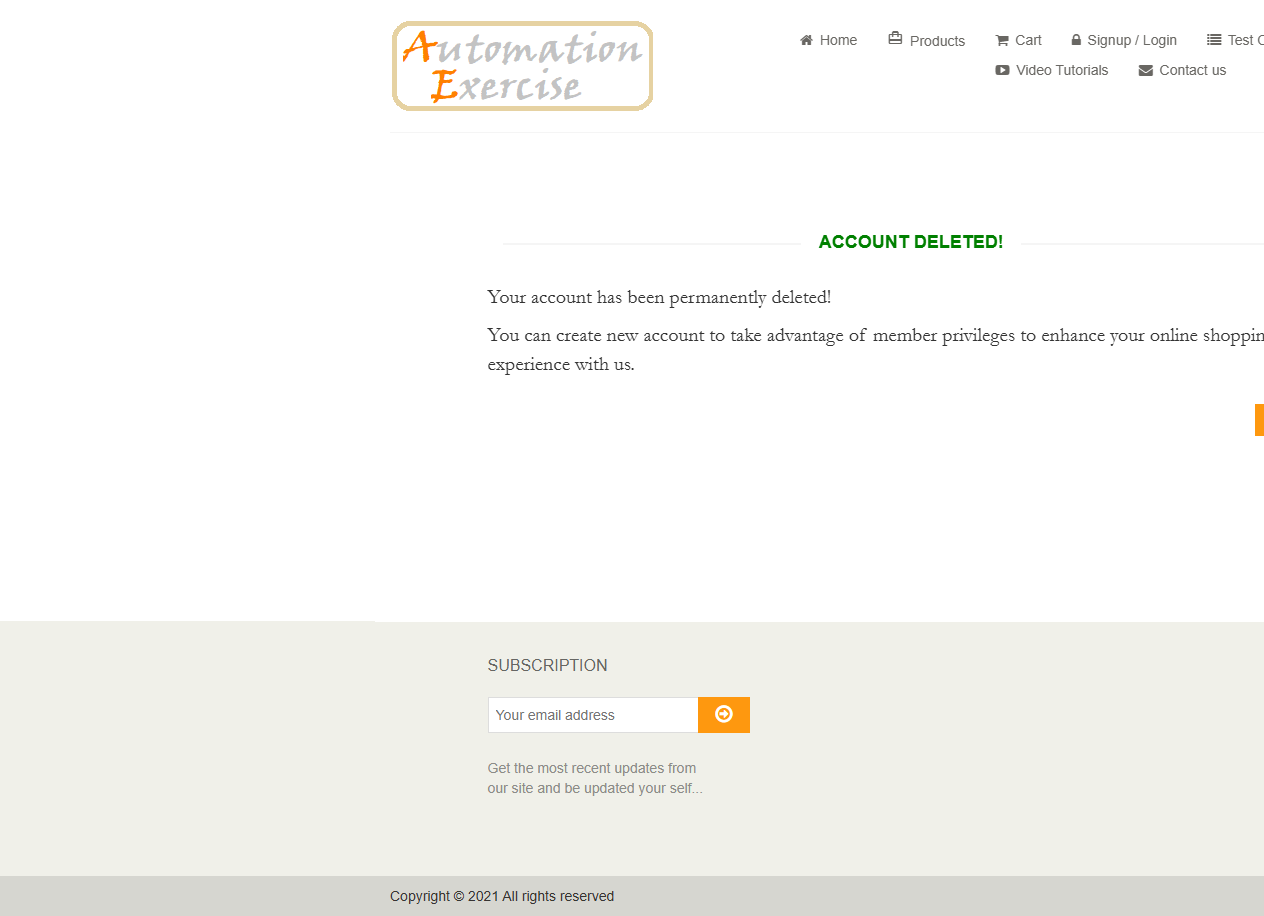 Automation
Exercise
Home Products Cart Signup / Login Test
Video Tutorials Contact us
ACCOUNT DELETED!
Your account has been permanently deleted!
You can create new account to take advantage of member privileges to enhance your online shoppin
experience with us.
SUBSCRIPTION
Your email address
Get the most recent updates from
our site and be updated your self...
Copyright © 2021 All rights reserved